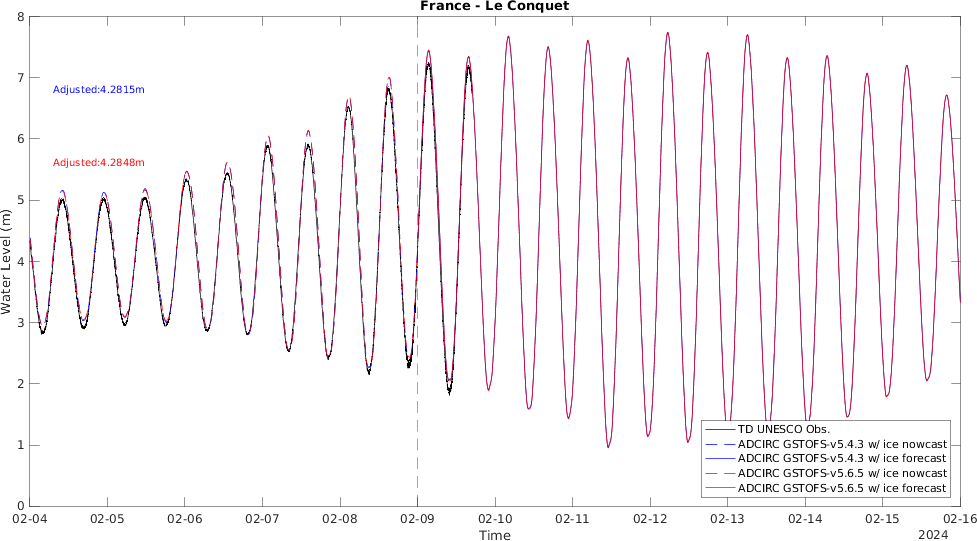 France - Le Conquet
8
7
6
5
4
3
2
1
0
Water Level (m)
Adjusted:4.2815m
Adjusted:4.2848m
TD UNESCO Obs.
ADCIRC GSTOFS-v5.4.3 w/ ice nowcast
ADCIRC GSTOFS-v5.4.3 w/ ice forecast
ADCIRC GSTOFS-v5.6.5 w/ ice nowcast
ADCIRC GSTOFS-v5.6.5 w/ ice forecast
02-04 02-05 02-06 02-07 02-08 02-09 02-10 02-11 02-12 02-13 02-14 02-15 02-16
Time
2024